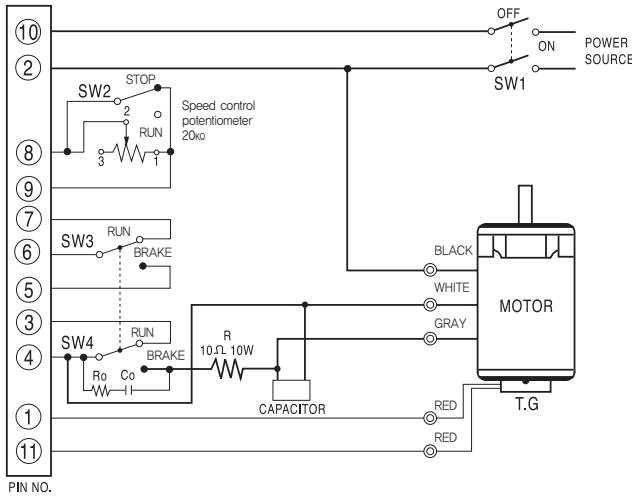 OFF
ON
POWER
SOURCE
SW1
10
2
STOP
SW2
2
RUN
3
1
Speed control
potentiometer
20kΩ
8
9
7
RUN
6
SW3
BRAKE
5
3
RUN
SW4
4
BRAKE
Ro
Co
R
10Ω 10W
CAPACITOR
BLACK
WHITE
GRAY
MOTOR
T.G
1
RED
11
RED
PIN NO.